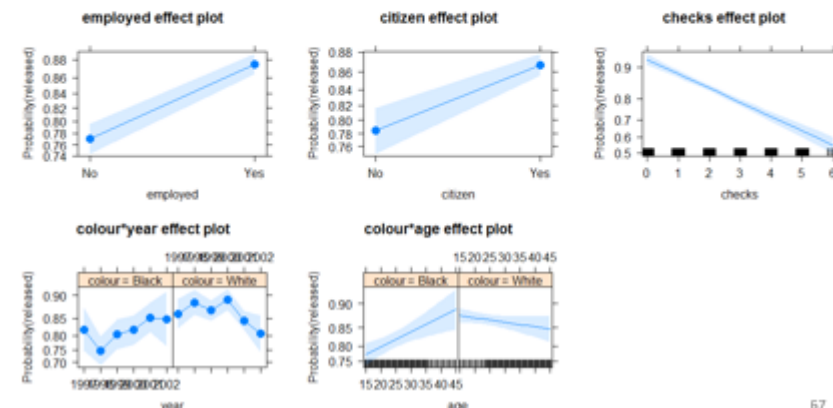 employed effect plot
Probability(released)
0.88
0.86
0.84
0.82
0.80
0.78
0.76
0.74
No Yes
employed
citizen effect plot
Probability(released)
0.88
0.86
0.84
0.82
0.80
0.78
0.76
No Yes
citizen
checks effect plot
Probability(released)
0.9
0.8
0.7
0.6
0.5
0 1 2 3 4 5 6
checks
colour*year effect plot
colour = Black colour = White
Probability(released)
0.90
0.85
0.80
0.75
0.70
year
colour*age effect plot
15 20 25 30 35 40 45
colour = Black colour = White
Probability(released)
0.90
0.85
0.80
0.75
15 20 25 30 35 40 45
age
67